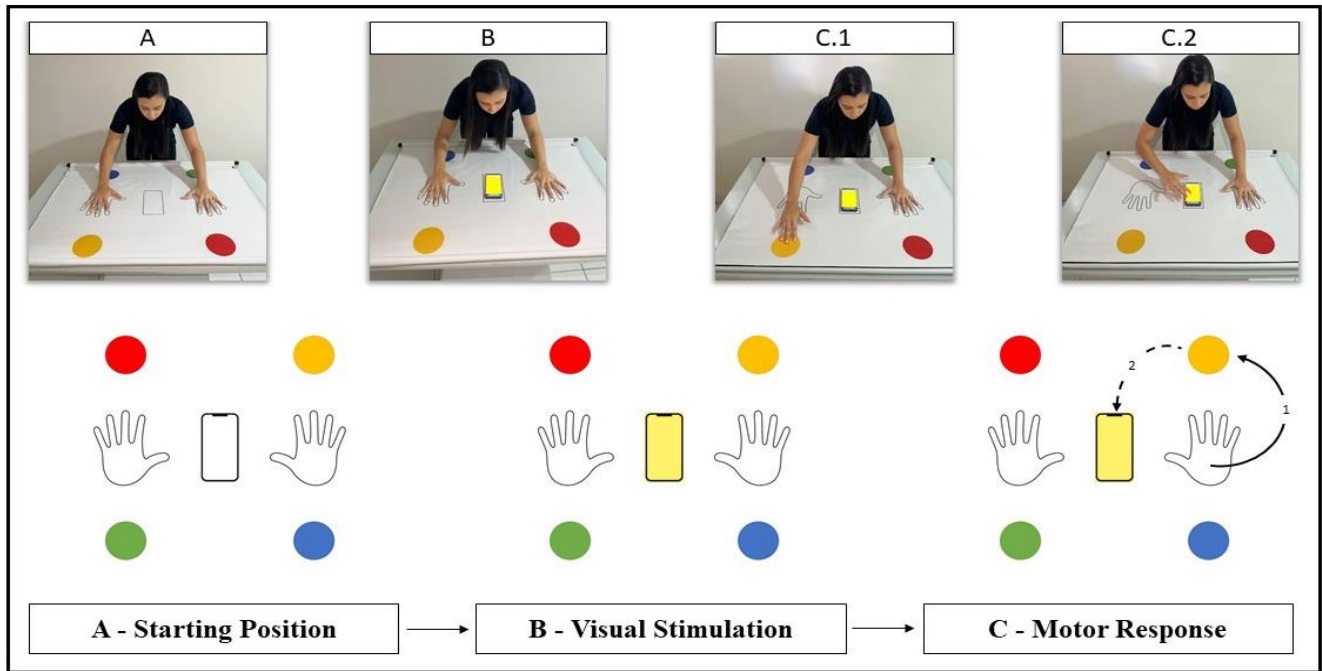 A
B
C.1
C.2
2
1
A - Starting Position
B - Visual Stimulation
C - Motor Response